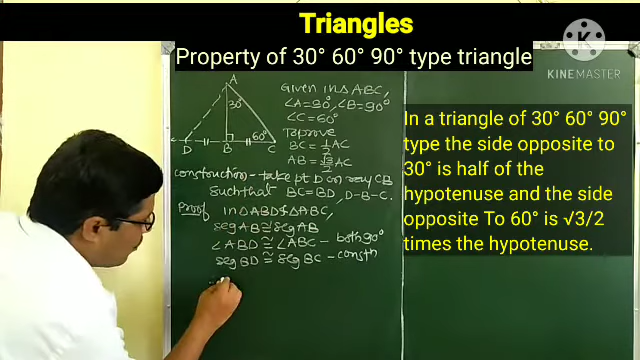 Triangles
Property of 30° 60° 90° type triangle
KINEMASTER
A
30°
60°
D
B
C
Given in △ABC,
∠A=30°, ∠B=90°
∠C=60°
To prove
BC = 1/2 AC
AB = √3/2 AC
construction - take pt D on ray CB
such that BC=BD, D-B-C.
Proof In △ABD & △ABC,
seg AB ≅ seg AB
∠ABD ≅ ∠ABC - both 90°
seg BD ≅ seg BC - constn
In a triangle of 30° 60° 90°
type the side opposite to
30° is half of the
hypotenuse and the side
opposite To 60° is √3/2
times the hypotenuse.